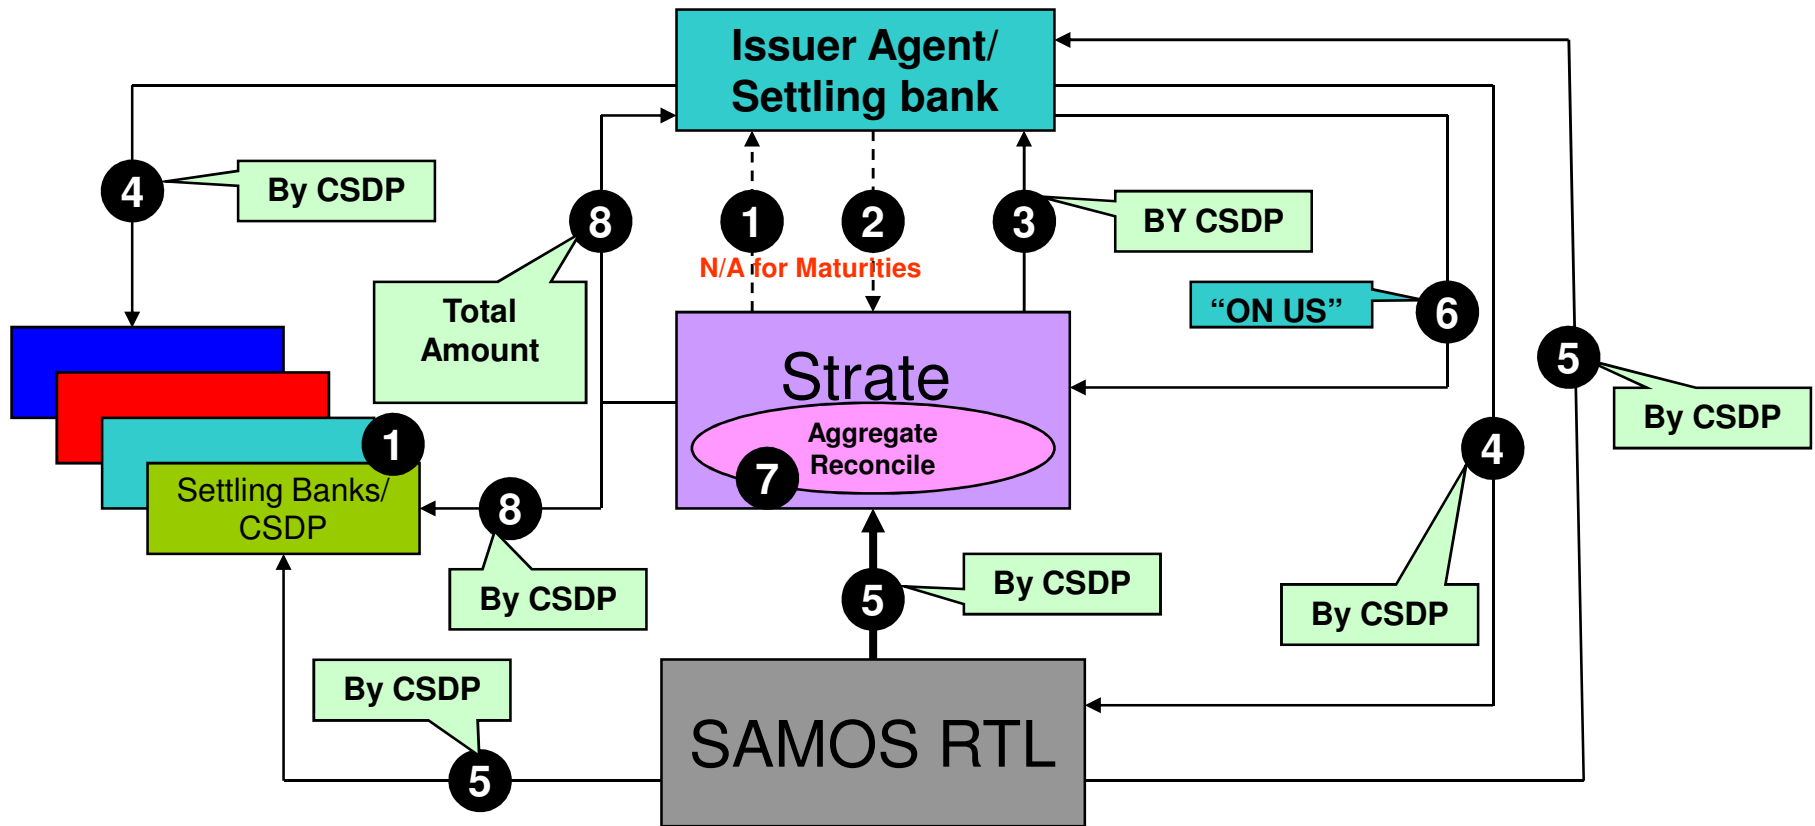 Issuer Agent/
Settling bank
4
By CSDP
8
1
2
3
BY CSDP
N/A for Maturities
Total
Amount
“ON US”
6
5
By CSDP
Strate
Aggregate
Reconcile
7
1
Settling Banks/
CSDP
8
By CSDP
4
By CSDP
5
By CSDP
By CSDP
5
SAMOS RTL